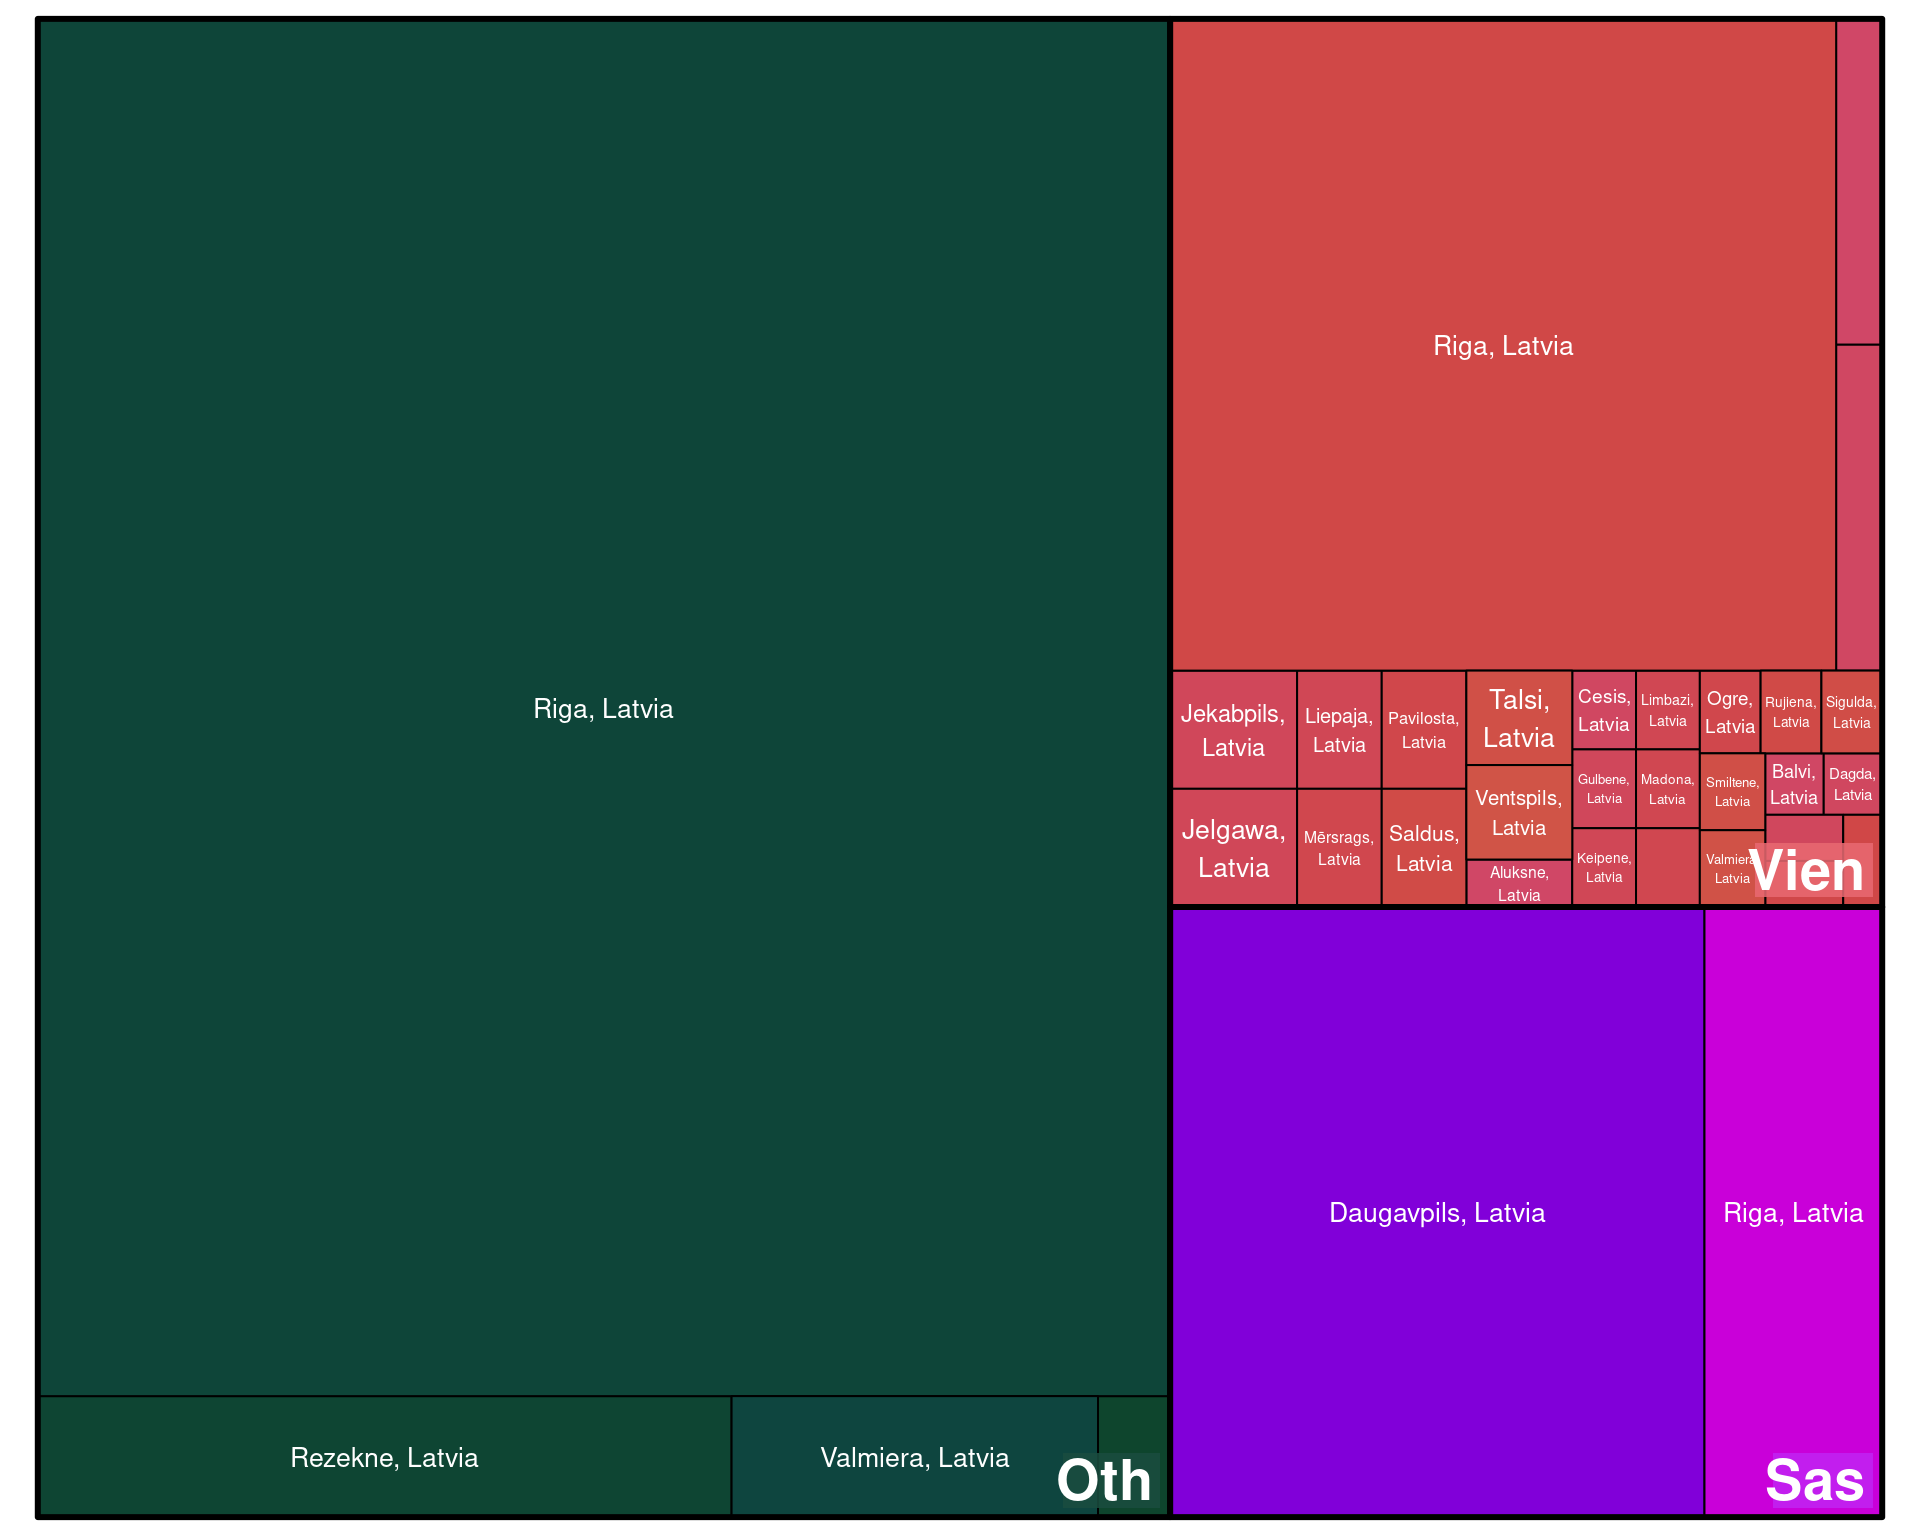 Riga, Latvia
Rezekne, Latvia
Valmiera, Latvia
Oth
Riga, Latvia
Jekabpils,
Latvia
Liepaja,
Latvia
Pavilosta,
Latvia
Talsi,
Latvia
Cesis,
Latvia
Limbazi,
Latvia
Ogre,
Latvia
Rujiena,
Latvia
Sigulda,
Latvia
Jelgawa,
Latvia
Mērsrags,
Latvia
Saldus,
Latvia
Ventspils,
Latvia
Aluksne,
Latvia
Gulbene,
Latvia
Madona,
Latvia
Keipene,
Latvia
Smiltene,
Latvia
Balvi,
Latvia
Dagda,
Latvia
Valmiera,
Latvia
Vien
Daugavpils, Latvia
Riga, Latvia
Sas